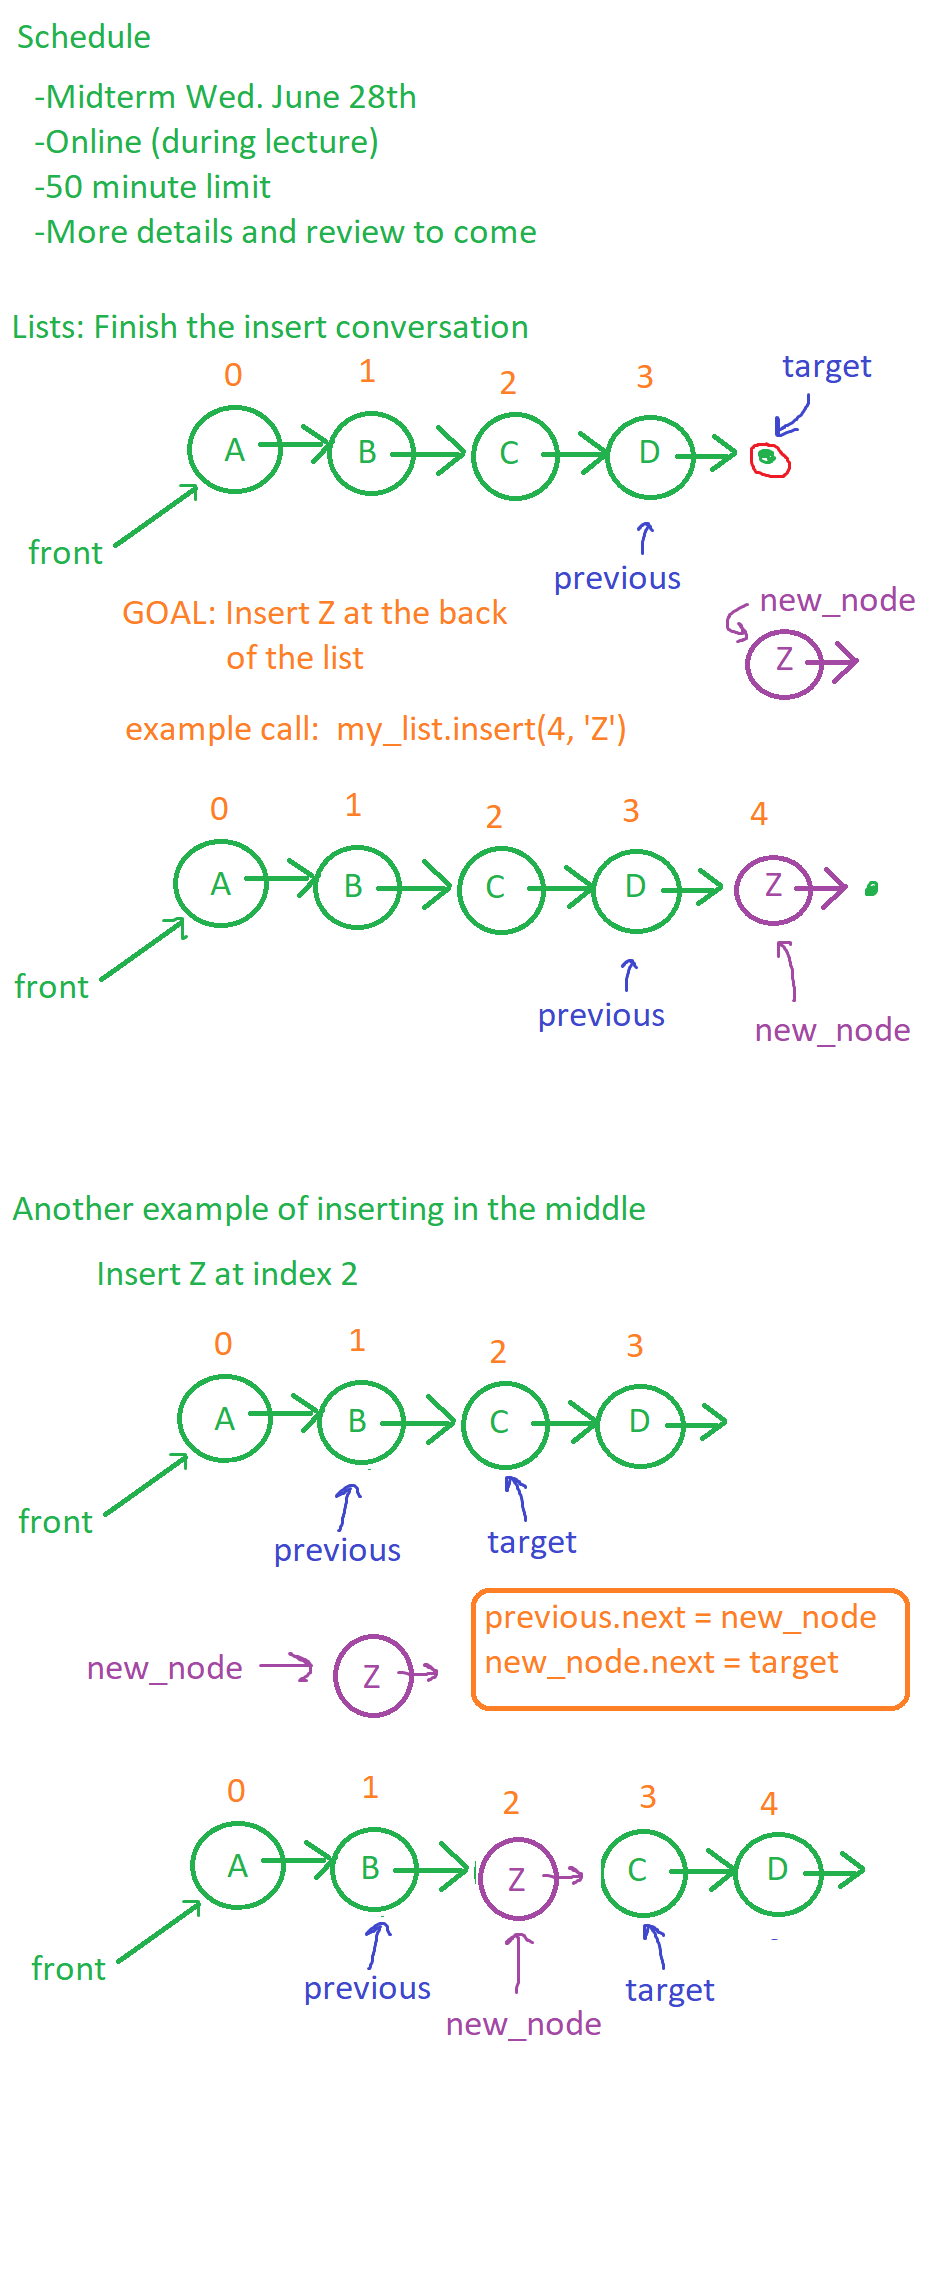 Schedule
-Midterm Wed. June 28th
-Online (during lecture)
-50 minute limit
-More details and review to come
Lists: Finish the insert conversation
0 1 2 3 target
A B C D
front
previous
GOAL: Insert Z at the back
of the list
new_node
Z
example call: my_list.insert(4, 'Z')
0 1 2 3 4
A B C D Z
front
previous
new_node
Another example of inserting in the middle
Insert Z at index 2
0 1 2 3
A B C D
front
previous target
previous.next = new_node
new_node.next = target
new_node Z
0 1 2 3 4
A B Z C D
front
previous target
new_node